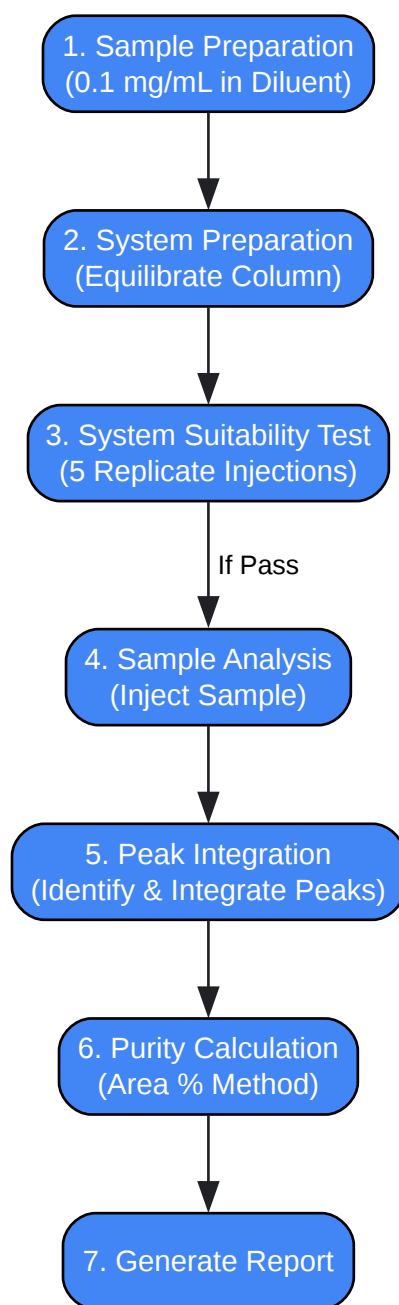 1. Sample Preparation
(0.1 mg/mL in Diluent)
2. System Preparation
(Equilibrate Column)
3. System Suitability Test
(5 Replicate Injections)
If Pass
4. Sample Analysis
(Inject Sample)
5. Peak Integration
(Identify & Integrate Peaks)
6. Purity Calculation
(Area % Method)
7. Generate Report